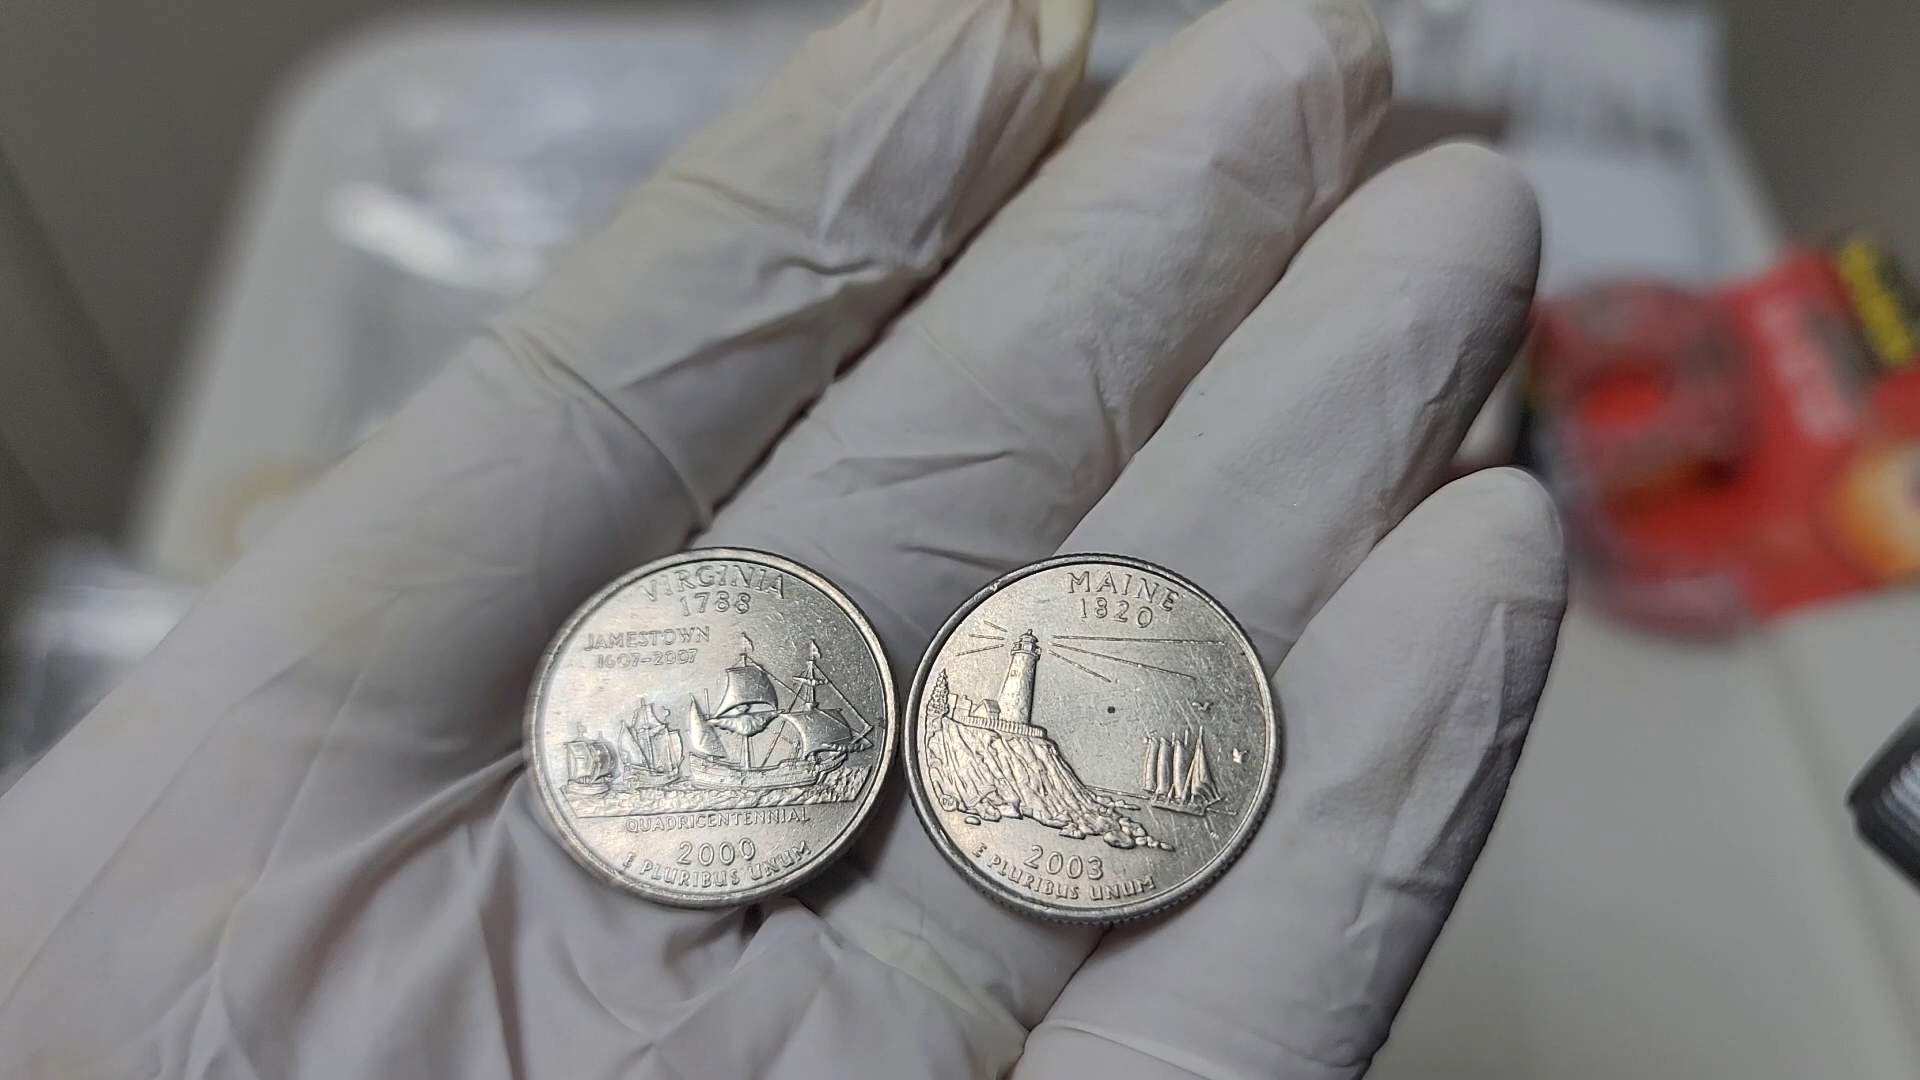 VIRGINIA
1788
JAMESTOWN
1607-2007
QUADRICENTENNIAL
2000
E PLURIBUS UNUM
MAINE
1820
2003
E PLURIBUS UNUM